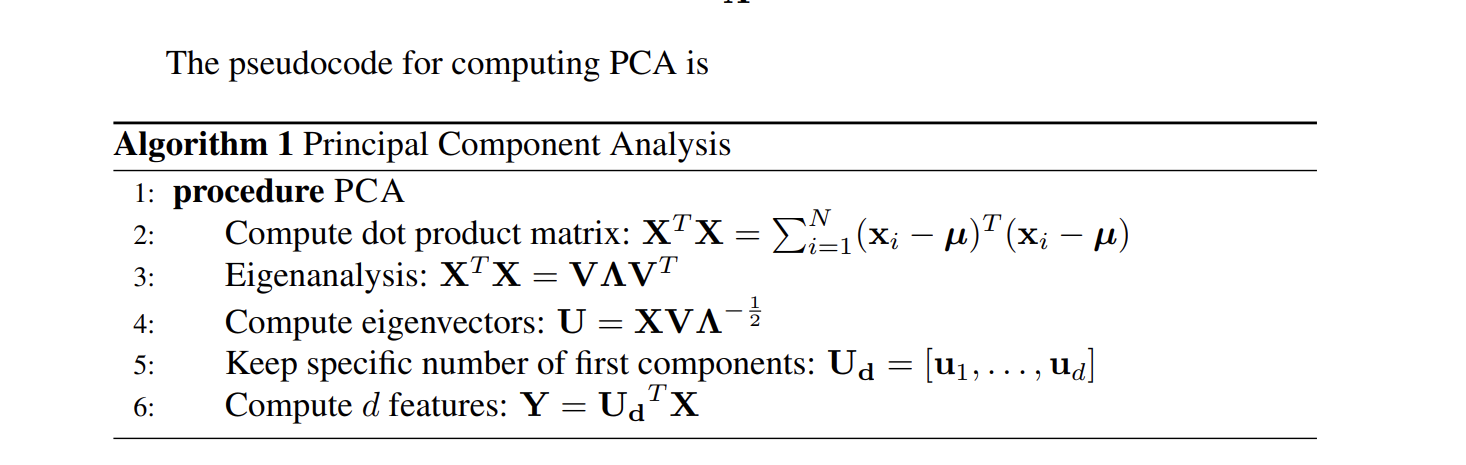 The pseudocode for computing PCA is
Algorithm 1 Principal Component Analysis
1: procedure PCA
2: Compute dot product matrix: $\mathbf{X}^T\mathbf{X} = \sum_{i=1}^{N}(\mathbf{x}_i - \boldsymbol{\mu})^T(\mathbf{x}_i - \boldsymbol{\mu})$
3: Eigenanalysis: $\mathbf{X}^T\mathbf{X} = \mathbf{V}\boldsymbol{\Lambda}\mathbf{V}^T$
4: Compute eigenvectors: $\mathbf{U} = \mathbf{X}\mathbf{V}\boldsymbol{\Lambda}^{-\frac{1}{2}}$
5: Keep specific number of first components: $\mathbf{U_d} = [\mathbf{u}_1, \ldots, \mathbf{u}_d]$
6: Compute $d$ features: $\mathbf{Y} = \mathbf{U_d}^T\mathbf{X}$